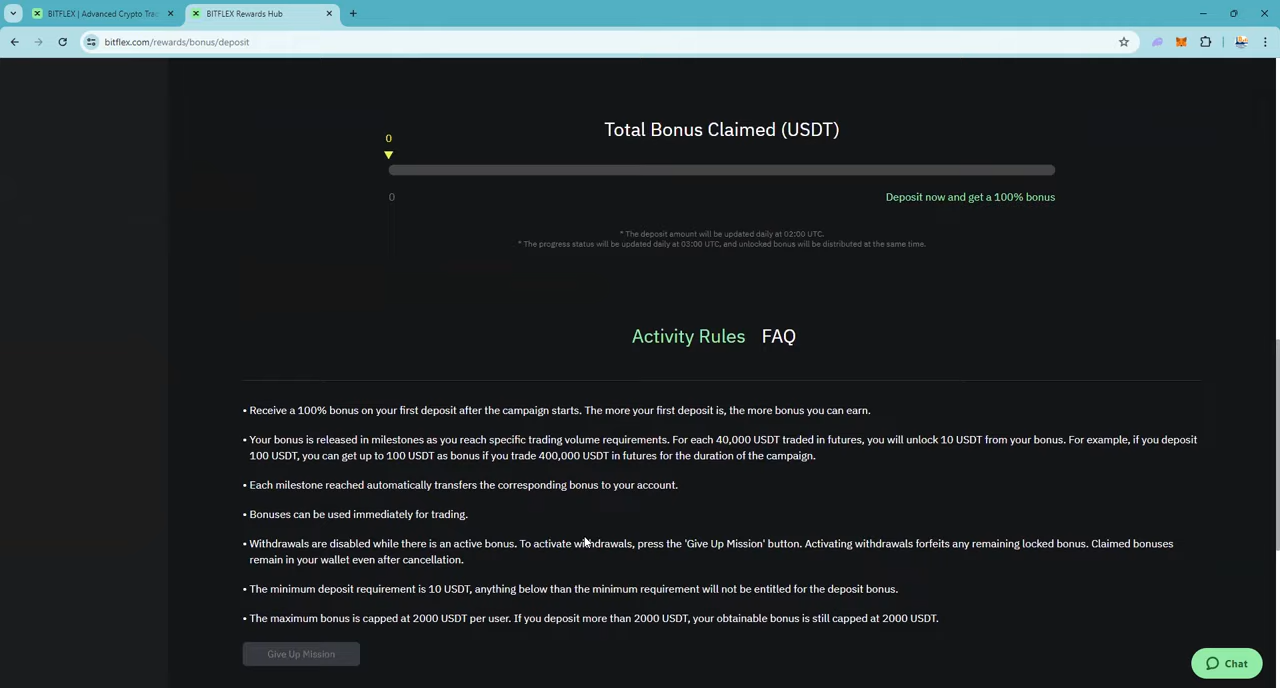 BITFLEX | Advanced Crypto Tra
BITFLEX Rewards Hub
bitflex.com/rewards/bonus/deposit
Total Bonus Claimed (USDT)
0
0
Deposit now and get a 100% bonus
* The deposit amount will be updated daily at 02:00 UTC.
* The progress status will be updated daily at 03:00 UTC, and unlocked bonus will be distributed at the same time.
Activity Rules FAQ
• Receive a 100% bonus on your first deposit after the campaign starts. The more your first deposit is, the more bonus you can earn.
• Your bonus is released in milestones as you reach specific trading volume requirements. For each 40,000 USDT traded in futures, you will unlock 10 USDT from your bonus. For example, if you deposit
100 USDT, you can get up to 100 USDT as bonus if you trade 400,000 USDT in futures for the duration of the campaign.
• Each milestone reached automatically transfers the corresponding bonus to your account.
• Bonuses can be used immediately for trading.
• Withdrawals are disabled while there is an active bonus. To activate withdrawals, press the 'Give Up Mission' button. Activating withdrawals forfeits any remaining locked bonus. Claimed bonuses
remain in your wallet even after cancellation.
• The minimum deposit requirement is 10 USDT, anything below than the minimum requirement will not be entitled for the deposit bonus.
• The maximum bonus is capped at 2000 USDT per user. If you deposit more than 2000 USDT, your obtainable bonus is still capped at 2000 USDT.
Give Up Mission
Chat